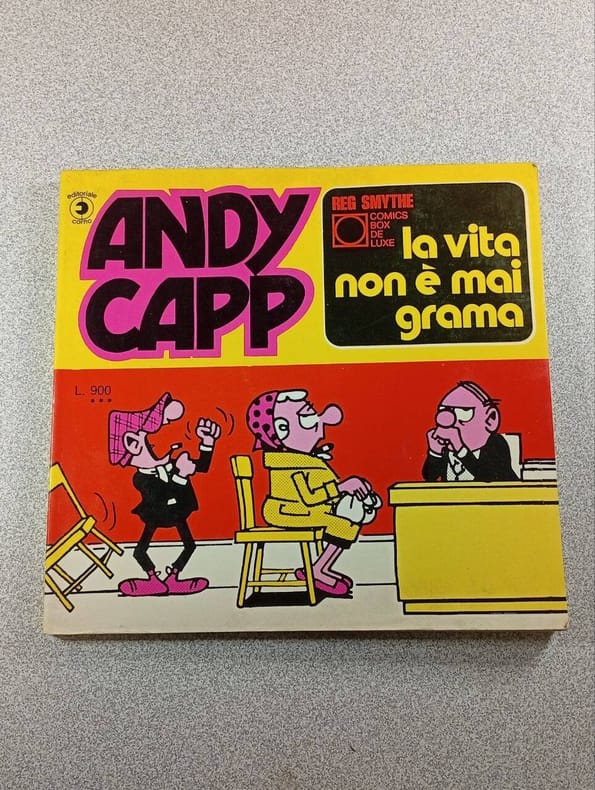 editoriale
corno
ANDY
CAPP
REG SMYTHE
COMICS
BOX
DE
LUXE
la vita
non è mai
grama
L. 900